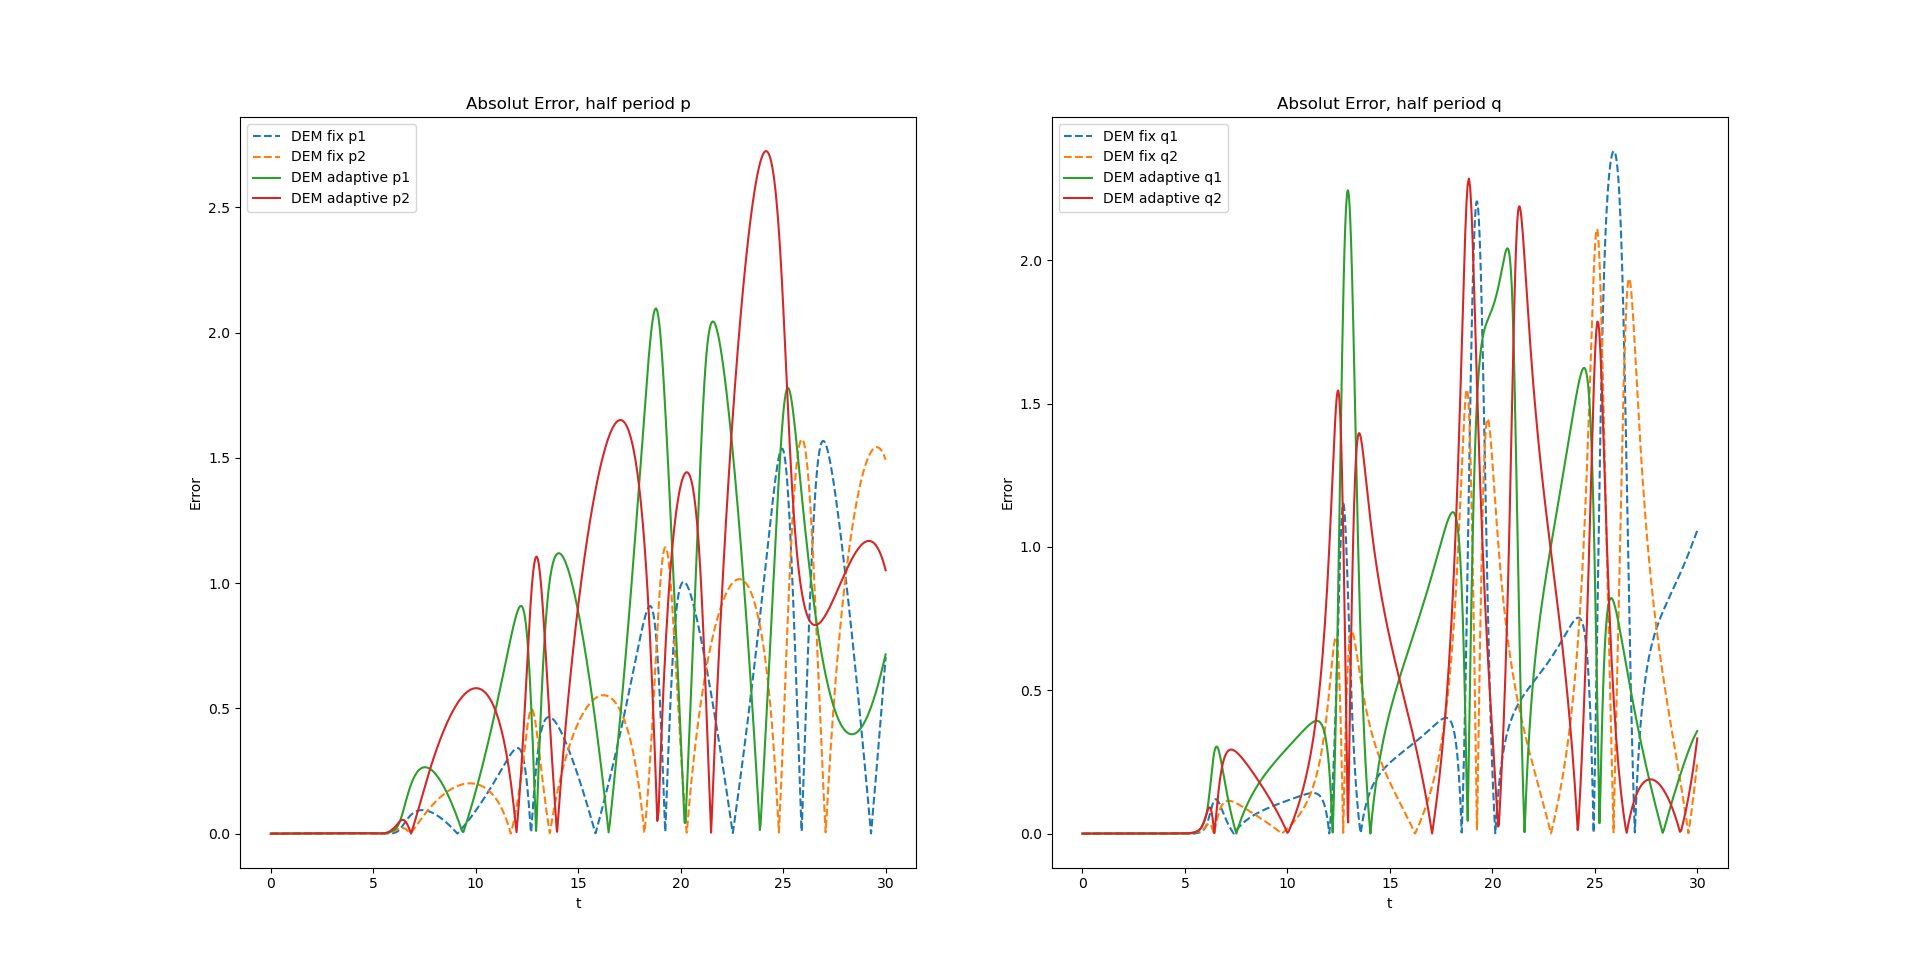 Absolut Error, half period p
DEM fix p1
DEM fix p2
DEM adaptive p1
DEM adaptive p2
2.5
2.0
1.5
1.0
0.5
0.0
Error
0 5 10 15 20 25 30
t
Absolut Error, half period q
DEM fix q1
DEM fix q2
DEM adaptive q1
DEM adaptive q2
2.0
1.5
1.0
0.5
0.0
Error
0 5 10 15 20 25 30
t